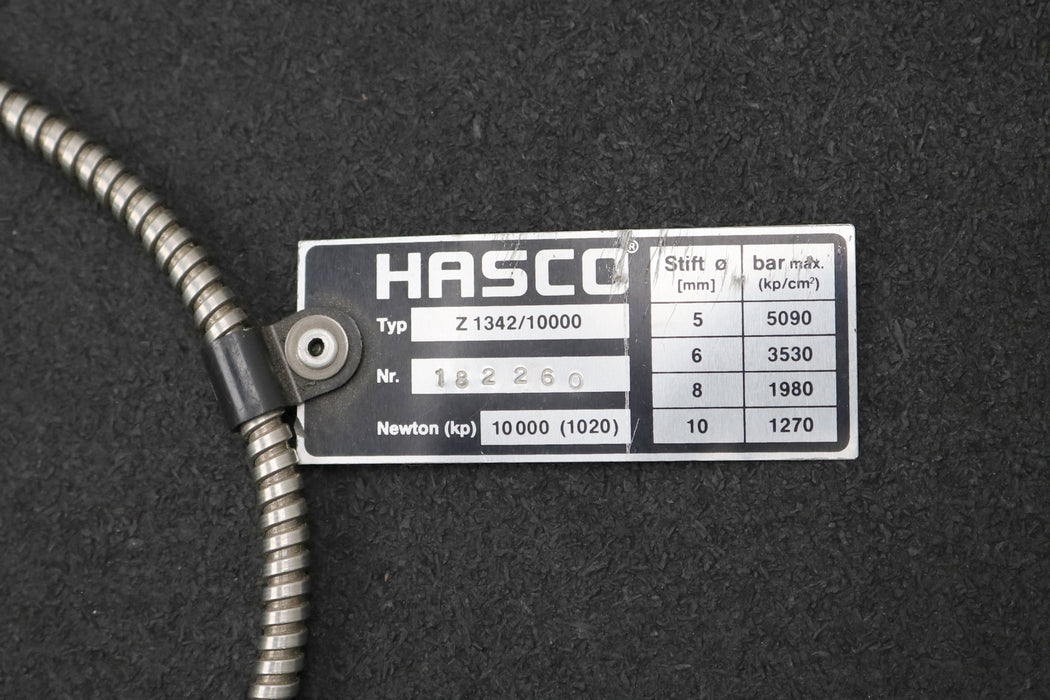 HASCO®
Typ Z 1342/10000
Nr. 182260
Newton (kp) 10000 (1020)
Stift ø [mm] bar max. (kp/cm²)
5 5090
6 3530
8 1980
10 1270